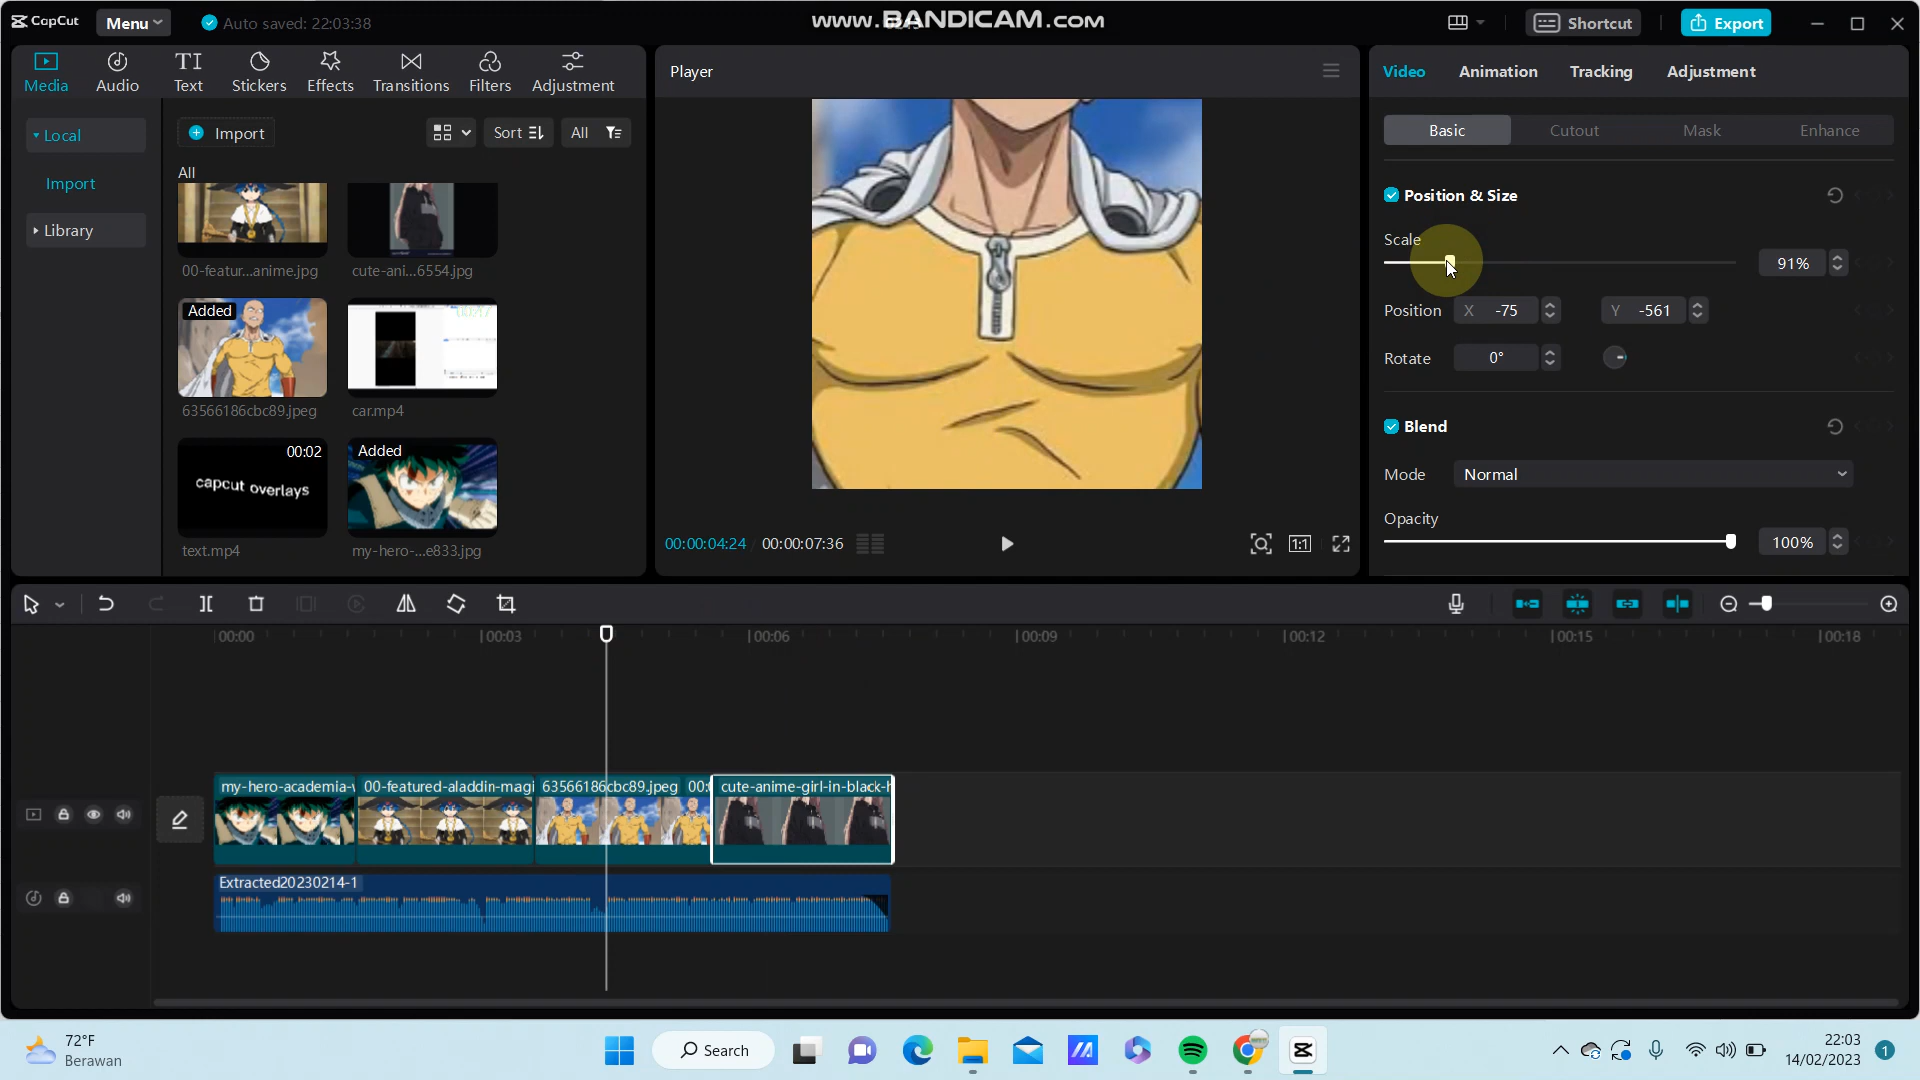 CapCut
Menu
Auto saved: 22:03:38
www.BANDICAM.com
Shortcut
Export
Media
Audio
TI
Text
Stickers
Effects
Transitions
Filters
Adjustment
Local
Import
Library
Import
Sort
All
All
00-featur...anime.jpg
cute-ani...6554.jpg
Added
63566186cbc89.jpeg
car.mp4
00:02
capcut overlays
text.mp4
Added
my-hero-...e833.jpg
Player
00:00:04:24
00:00:07:36
1:1
Video
Animation
Tracking
Adjustment
Basic
Cutout
Mask
Enhance
Position & Size
Scale
91%
Position
X -75
Y -561
Rotate
0°
Blend
Mode
Normal
Opacity
100%
00:00
00:03
00:06
00:09
00:12
00:15
00:18
my-hero-academia-
00-featured-aladdin-magi
63566186cbc89.jpeg
cute-anime-girl-in-black-h
Extracted20230214-1
72°F
Berawan
Search
22:03
14/02/2023
1